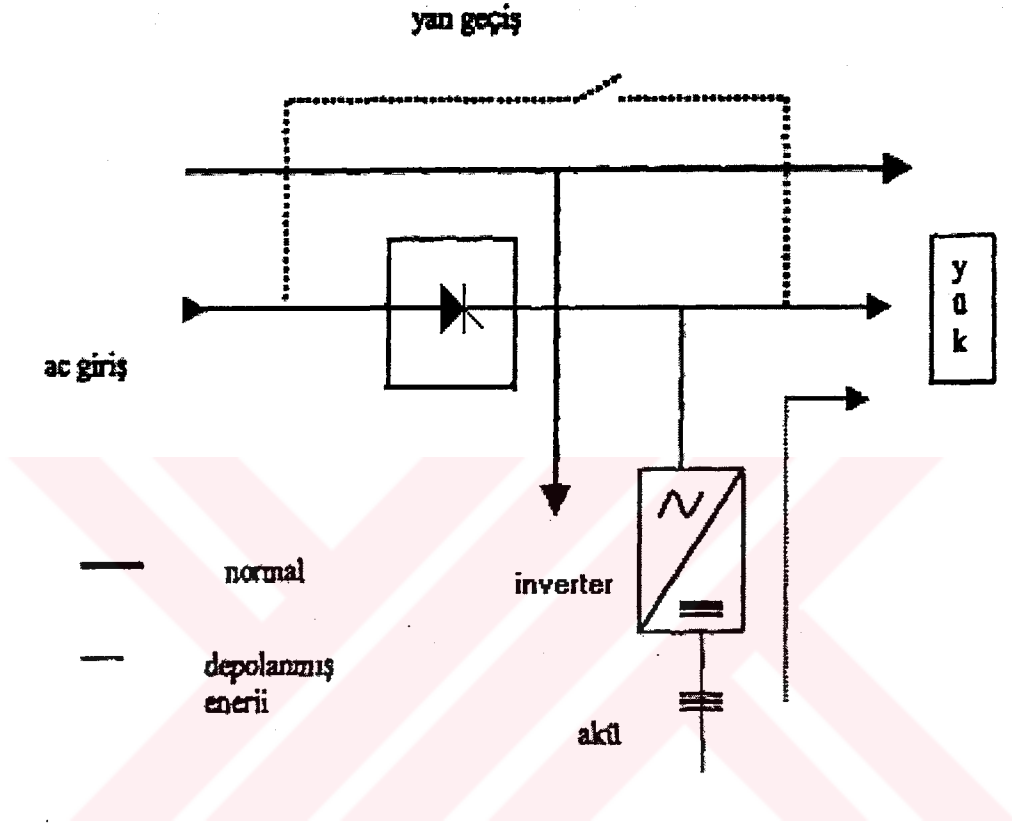 yan geçiş
y
ü
k
ac giriş
normal
inverter
depolanmış
enerji
akü